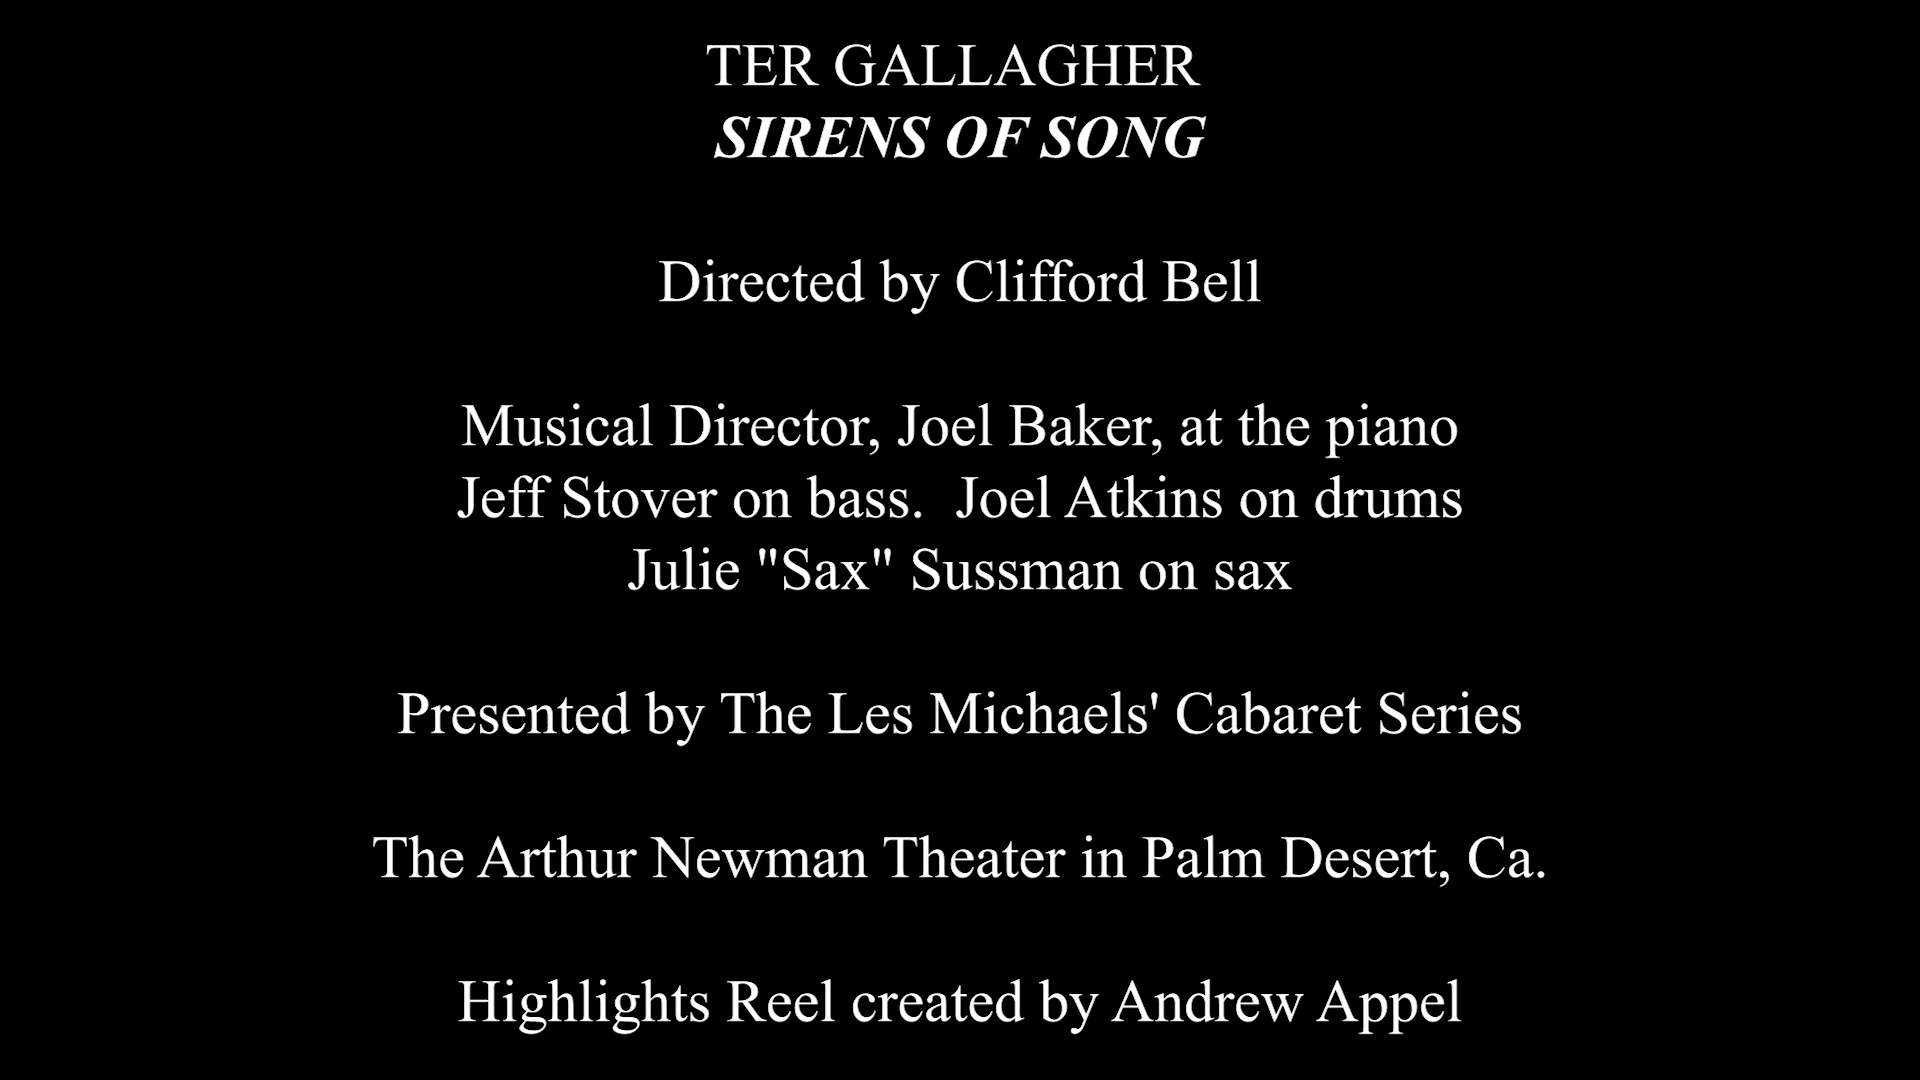 TER GALLAGHER
SIRENS OF SONG
Directed by Clifford Bell
Musical Director, Joel Baker, at the piano
Jeff Stover on bass.  Joel Atkins on drums
Julie "Sax" Sussman on sax
Presented by The Les Michaels' Cabaret Series
The Arthur Newman Theater in Palm Desert, Ca.
Highlights Reel created by Andrew Appel